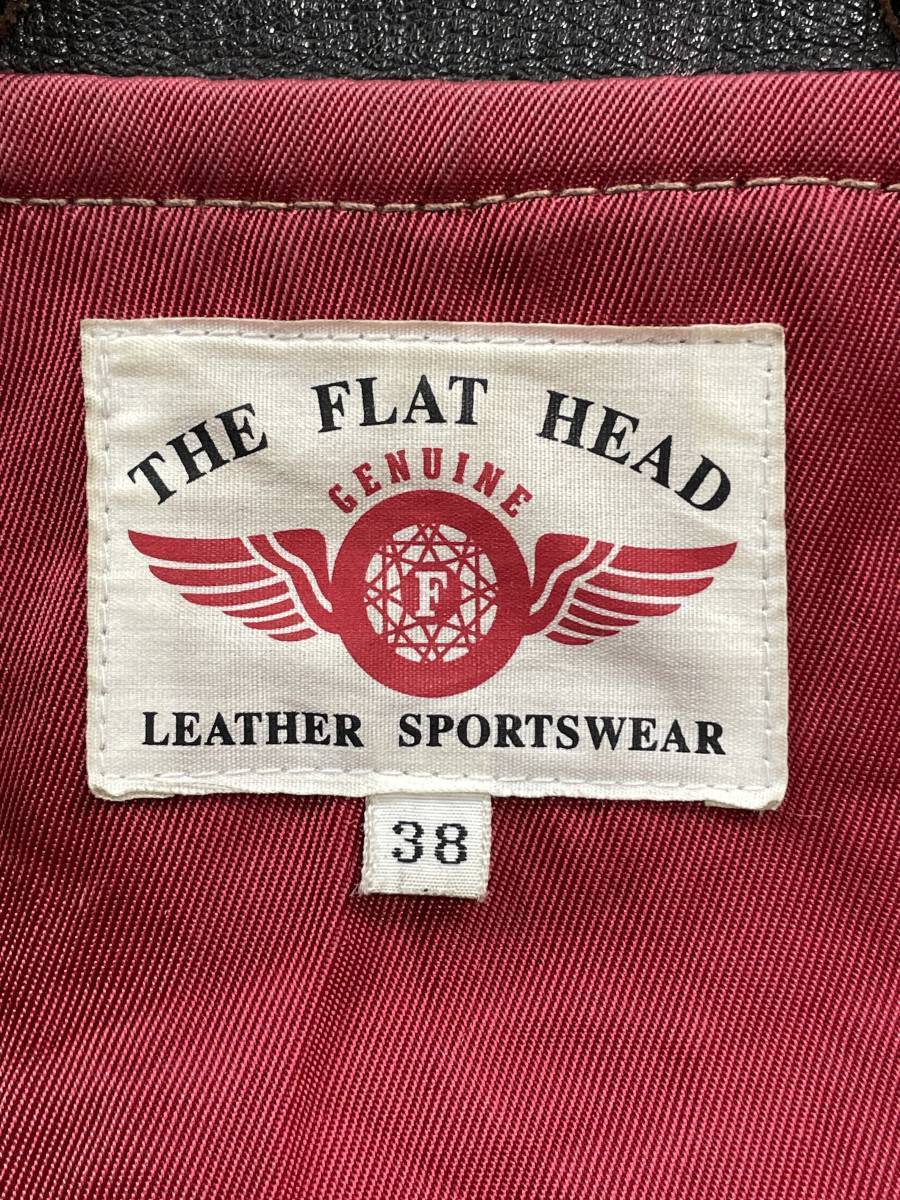 THE FLAT HEAD
GENUINE
F
LEATHER SPORTSWEAR
38